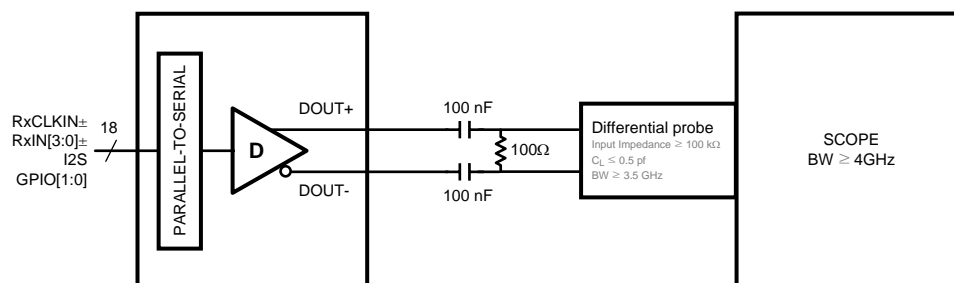 RxCLKIN±
RxIN[3:0]±
I2S
GPIO[1:0]
18
PARALLEL-TO-SERIAL
D
DOUT+
DOUT-
100 nF
100Ω
100 nF
Differential probe
Input Impedance ≥ 100 kΩ
CL ≤ 0.5 pf
BW ≥ 3.5 GHz
SCOPE
BW ≥ 4GHz